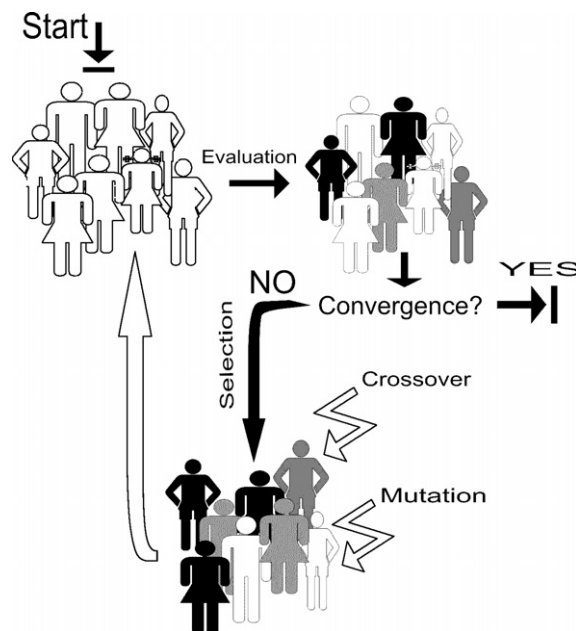 Start
Evaluation
YES
NO
Convergence?
Selection
Crossover
Mutation